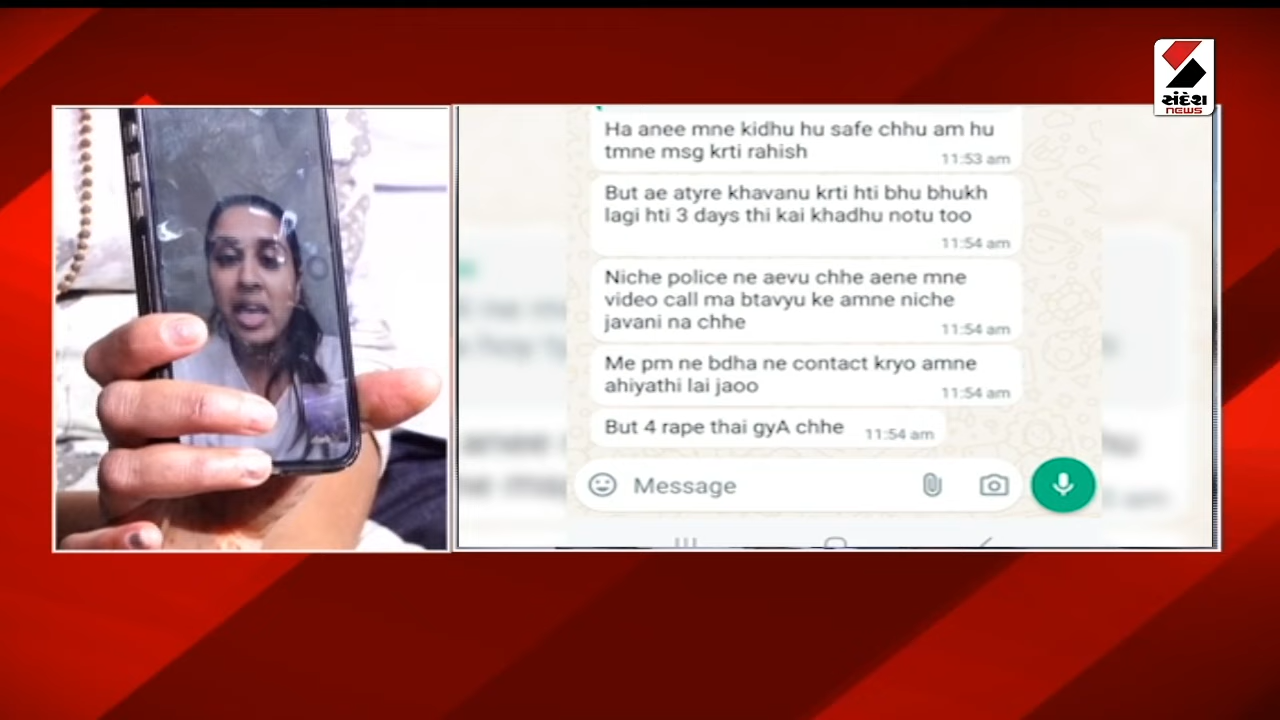 સંદેશ
NEWS
Ha anee mne kidhu hu safe chhu am hu
tmne msg krti rahish
11:53 am
But ae atyre khavanu krti hti bhu bhukh
lagi hti 3 days thi kai khadhu notu too
11:54 am
Niche police ne aevu chhe aene mne
video call ma btavyu ke amne niche
javani na chhe
11:54 am
Me pm ne bdha ne contact kryo amne
ahiyathi lai jaoo
11:54 am
But 4 rape thai gyA chhe
11:54 am
Message